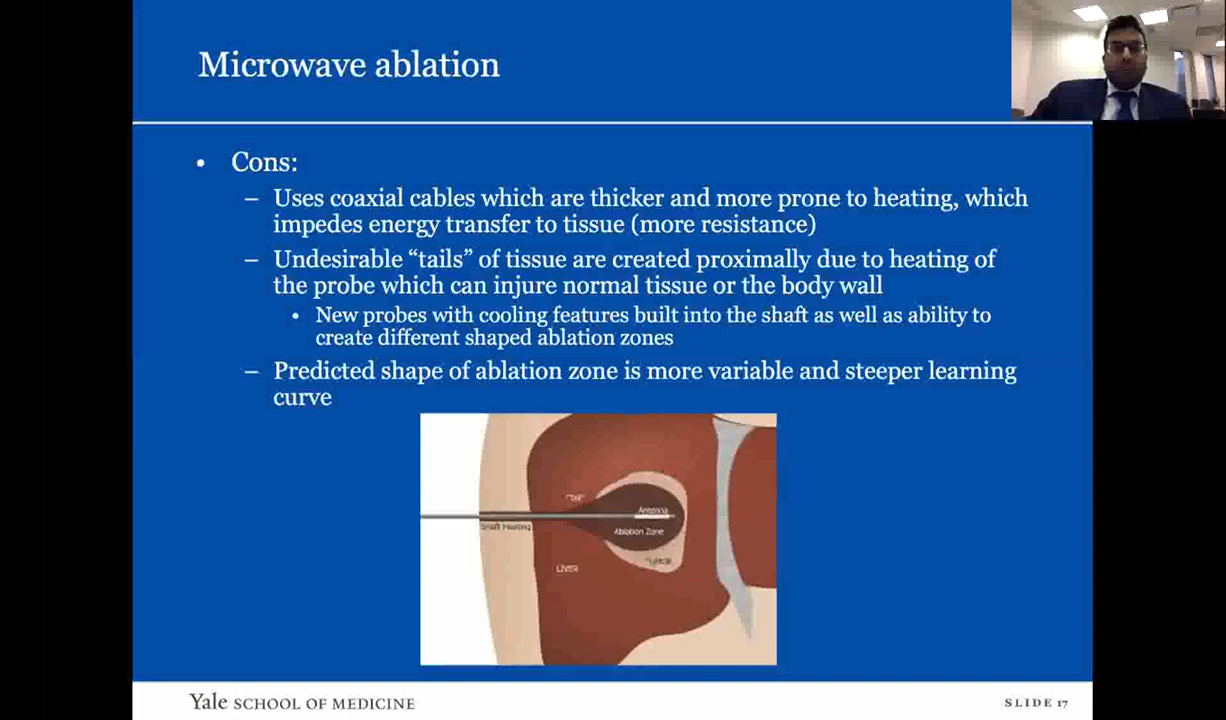 Microwave ablation
• Cons:
– Uses coaxial cables which are thicker and more prone to heating, which
impedes energy transfer to tissue (more resistance)
– Undesirable “tails” of tissue are created proximally due to heating of
the probe which can injure normal tissue or the body wall
• New probes with cooling features built into the shaft as well as ability to
create different shaped ablation zones
– Predicted shape of ablation zone is more variable and steeper learning
curve
"Tail"
Antenna
Shaft Heating
Ablation Zone
LIVER
Yale SCHOOL OF MEDICINE
SLIDE 17